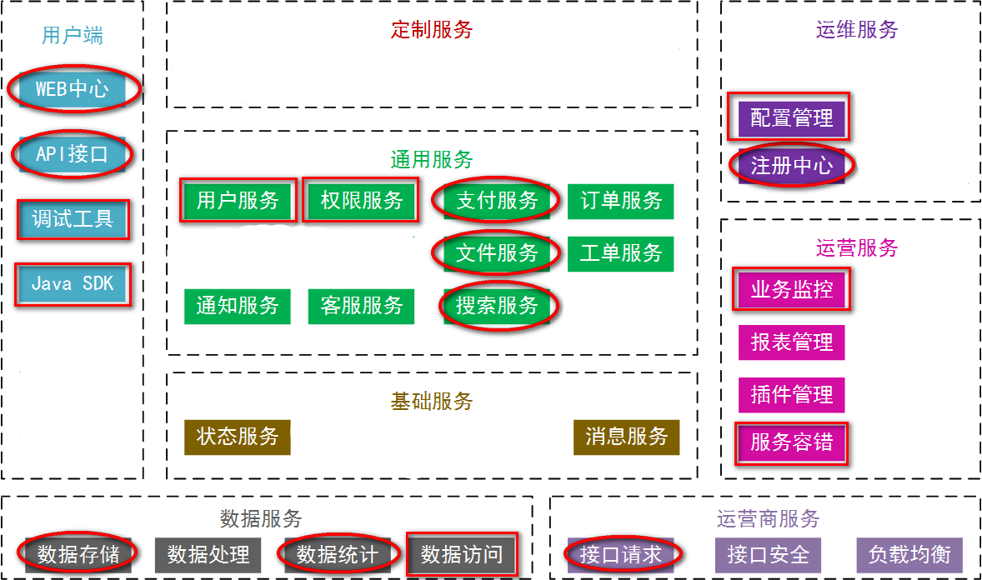 用户端
WEB中心
API接口
调试工具
Java SDK
定制服务
通用服务
用户服务 权限服务 支付服务 订单服务
文件服务 工单服务
通知服务 客服服务 搜索服务
基础服务
状态服务 消息服务
运维服务
配置管理
注册中心
运营服务
业务监控
报表管理
插件管理
服务容错
数据服务
数据存储 数据处理 数据统计 数据访问
运营商服务
接口请求 接口安全 负载均衡